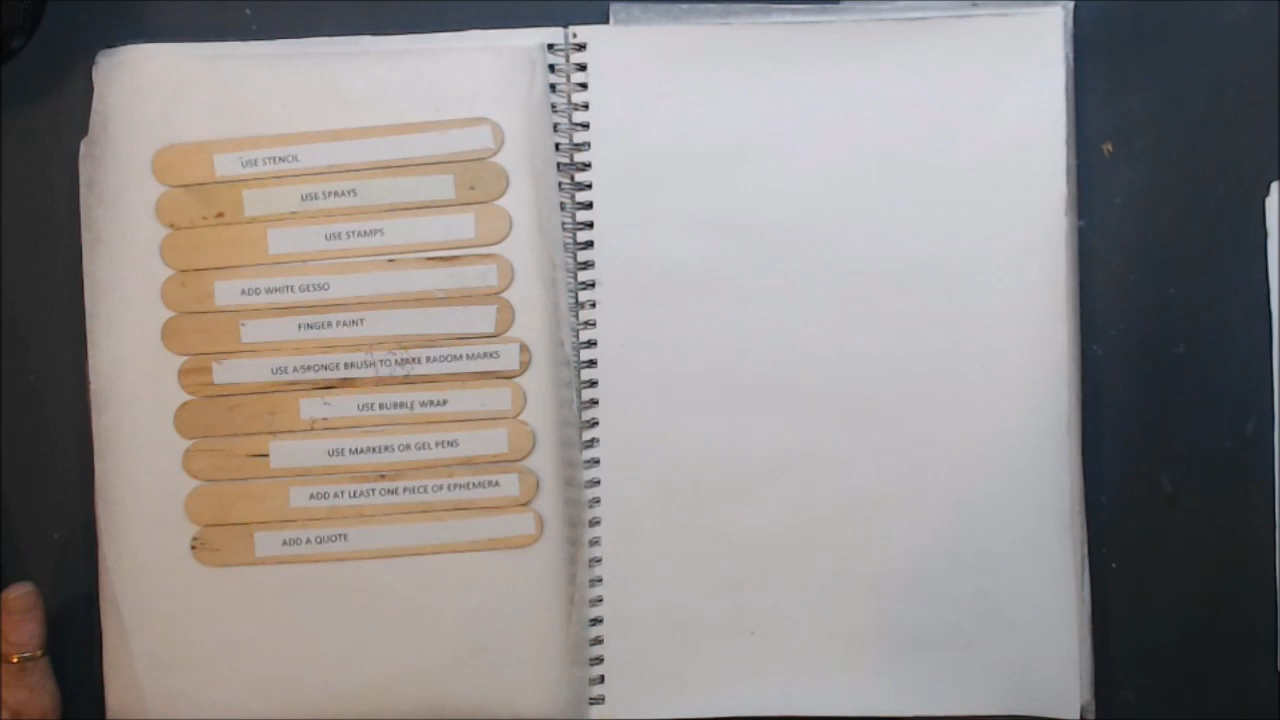 USE STENCIL
USE SPRAYS
USE STAMPS
ADD WHITE GESSO
FINGER PAINT
USE A SPONGE BRUSH TO MAKE RADOM MARKS
USE BUBBLE WRAP
USE MARKERS OR GEL PENS
ADD AT LEAST ONE PIECE OF EPHEMERA
ADD A QUOTE